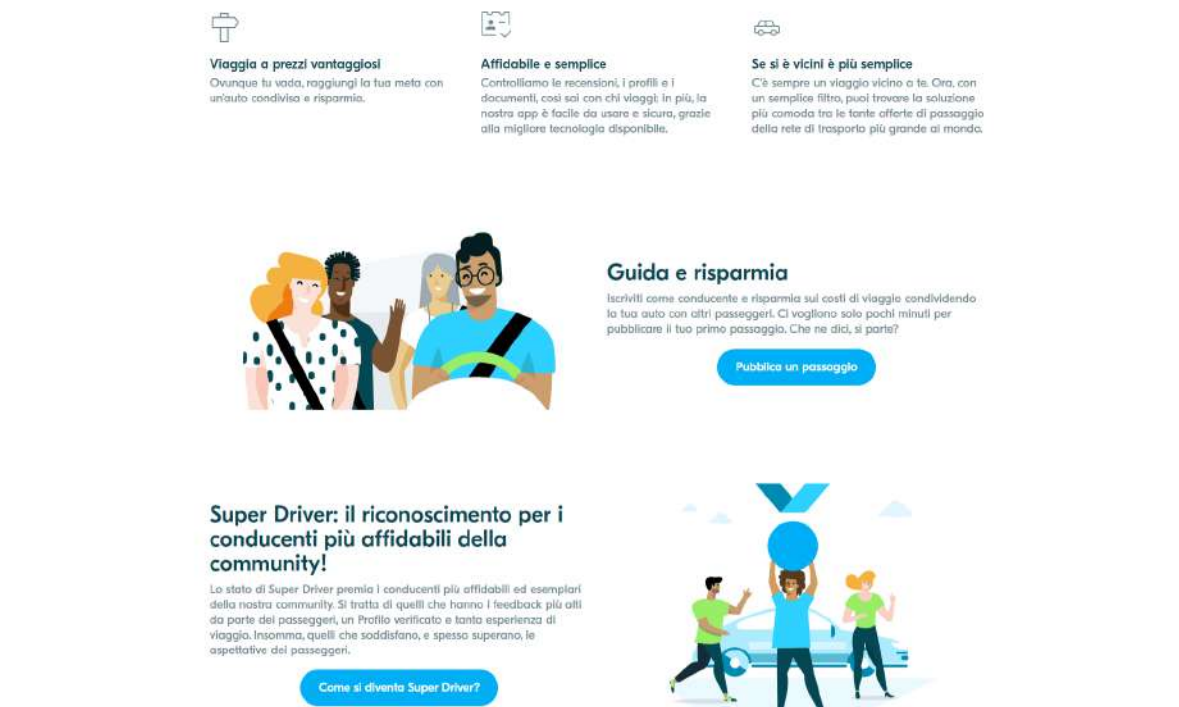 Viaggia a prezzi vantaggiosi
Ovunque tu vada, raggiungi la tua meta con
un'auto condivisa e risparmia.
Affidabile e semplice
Controlliamo le recensioni, i profili e i
documenti, così sai con chi viaggi; in più, la
nostra app è facile da usare e sicura, grazie
alla migliore tecnologia disponibile.
Se si è vicini è più semplice
C'è sempre un viaggio vicino a te. Ora, con
un semplice filtro, puoi trovare la soluzione
più comoda tra le tante offerte di passaggio
della rete di trasporto più grande al mondo.
Guida e risparmia
Iscriviti come conducente e risparmia sui costi di viaggio condividendo
la tua auto con altri passeggeri. Ci vogliono solo pochi minuti per
pubblicare il tuo primo passaggio. Che ne dici, si parte?
Pubblica un passaggio
Super Driver: il riconoscimento per i
conducenti più affidabili della
community!
Lo stato di Super Driver premia i conducenti più affidabili ed esemplari
della nostra community. Si tratta di quelli che hanno i feedback più alti
da parte dei passeggeri, un Profilo verificato e tanta esperienza di
viaggio. Insomma, quelli che soddisfano, e spesso superano, le
aspettative dei passeggeri.
Come si diventa Super Driver?